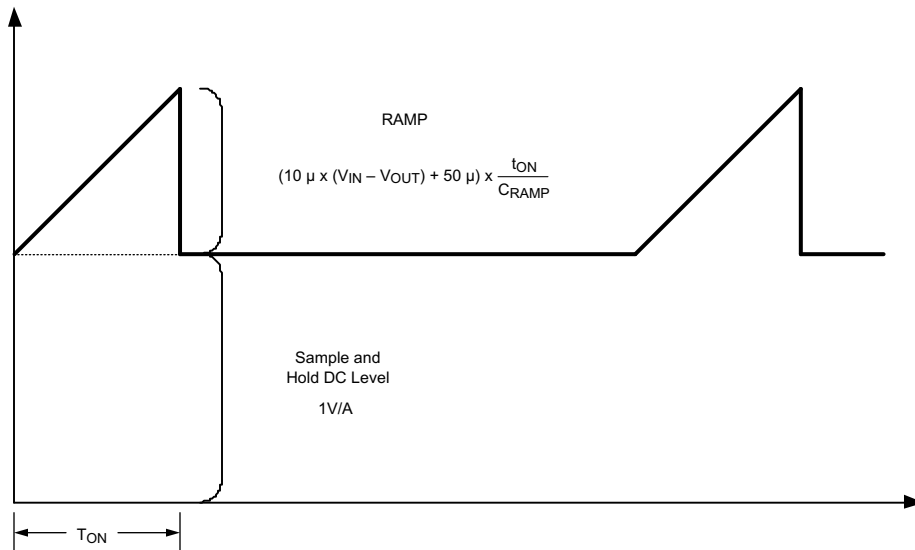 RAMP
(10 μ x (VIN – VOUT) + 50 μ) x tON / CRAMP
Sample and
Hold DC Level
1V/A
TON